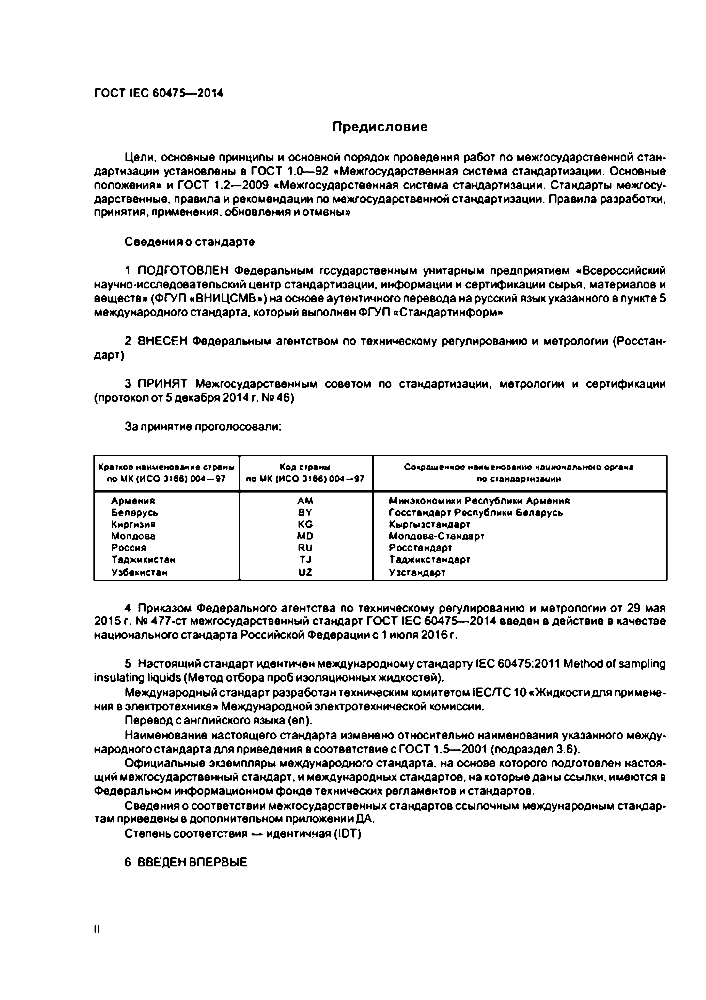 ГОСТ IEC 60475—2014
Предисловие
Цели, основные принципы и основной порядок проведения работ по межгосударственной стан-
дартизации установлены в ГОСТ 1.0—92 «Межгосударственная система стандартизации. Основные
положения» и ГОСТ 1.2—2009 «Межгосударственная система стандартизации. Стандарты межгосу-
дарственные, правила и рекомендации по межгосударственной стандартизации. Правила разработки,
принятия, применения, обновления и отмены»
Сведения о стандарте
1 ПОДГОТОВЛЕН Федеральным государственным унитарным предприятием «Всероссийский
научно-исследовательский центр стандартизации, информации и сертификации сырья, материалов и
веществ» (ФГУП «ВНИЦСМВ») на основе аутентичного перевода на русский язык указанного в пункте 5
международного стандарта, который выполнен ФГУП «Стандартинформ»
2 ВНЕСЕН Федеральным агентством по техническому регулированию и метрологии (Росстан-
дарт)
3 ПРИНЯТ Межгосударственным советом по стандартизации, метрологии и сертификации
(протокол от 5 декабря 2014 г. № 46)
За принятие проголосовали:
Краткое наименование страны
по МК (ИСО 3166) 004—97
Код страны
по МК (ИСО 3166) 004—97
Сокращенное наименование национального органа
по стандартизации
Армения AM Минэкономики Республики Армения
Беларусь BY Госстандарт Республики Беларусь
Киргизия KG Кыргызстандарт
Молдова MD Молдова-Стандарт
Россия RU Росстандарт
Таджикистан TJ Таджикстандарт
Узбекистан UZ Узстандарт
4 Приказом Федерального агентства по техническому регулированию и метрологии от 29 мая
2015 г. № 477-ст межгосударственный стандарт ГОСТ IEC 60475—2014 введен в действие в качестве
национального стандарта Российской Федерации с 1 июля 2016 г.
5 Настоящий стандарт идентичен международному стандарту IEC 60475:2011 Method of sampling
insulating liquids (Метод отбора проб изоляционных жидкостей).
Международный стандарт разработан техническим комитетом IEC/TC 10 «Жидкости для примене-
ния в электротехнике» Международной электротехнической комиссии.
Перевод с английского языка (en).
Наименование настоящего стандарта изменено относительно наименования указанного между-
народного стандарта для приведения в соответствие с ГОСТ 1.5—2001 (подраздел 3.6).
Официальные экземпляры международного стандарта, на основе которого подготовлен настоя-
щий межгосударственный стандарт, и международных стандартов, на которые даны ссылки, имеются в
Федеральном информационном фонде технических регламентов и стандартов.
Сведения о соответствии межгосударственных стандартов ссылочным международным стандар-
там приведены в дополнительном приложении ДА.
Степень соответствия — идентичная (IDT)
6 ВВЕДЕН ВПЕРВЫЕ
II